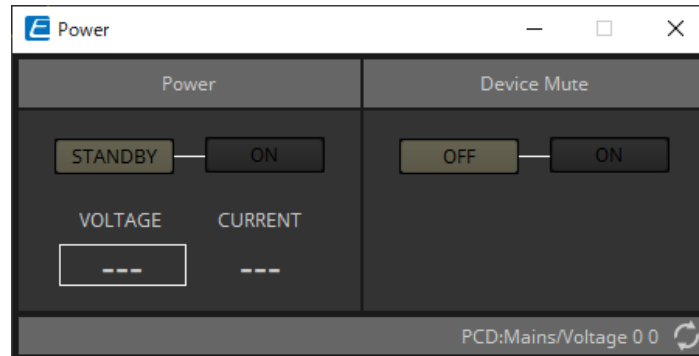 Power
Power
Device Mute
STANDBY
ON
OFF
ON
VOLTAGE
CURRENT
---
---
PCD:Mains/Voltage 0 0